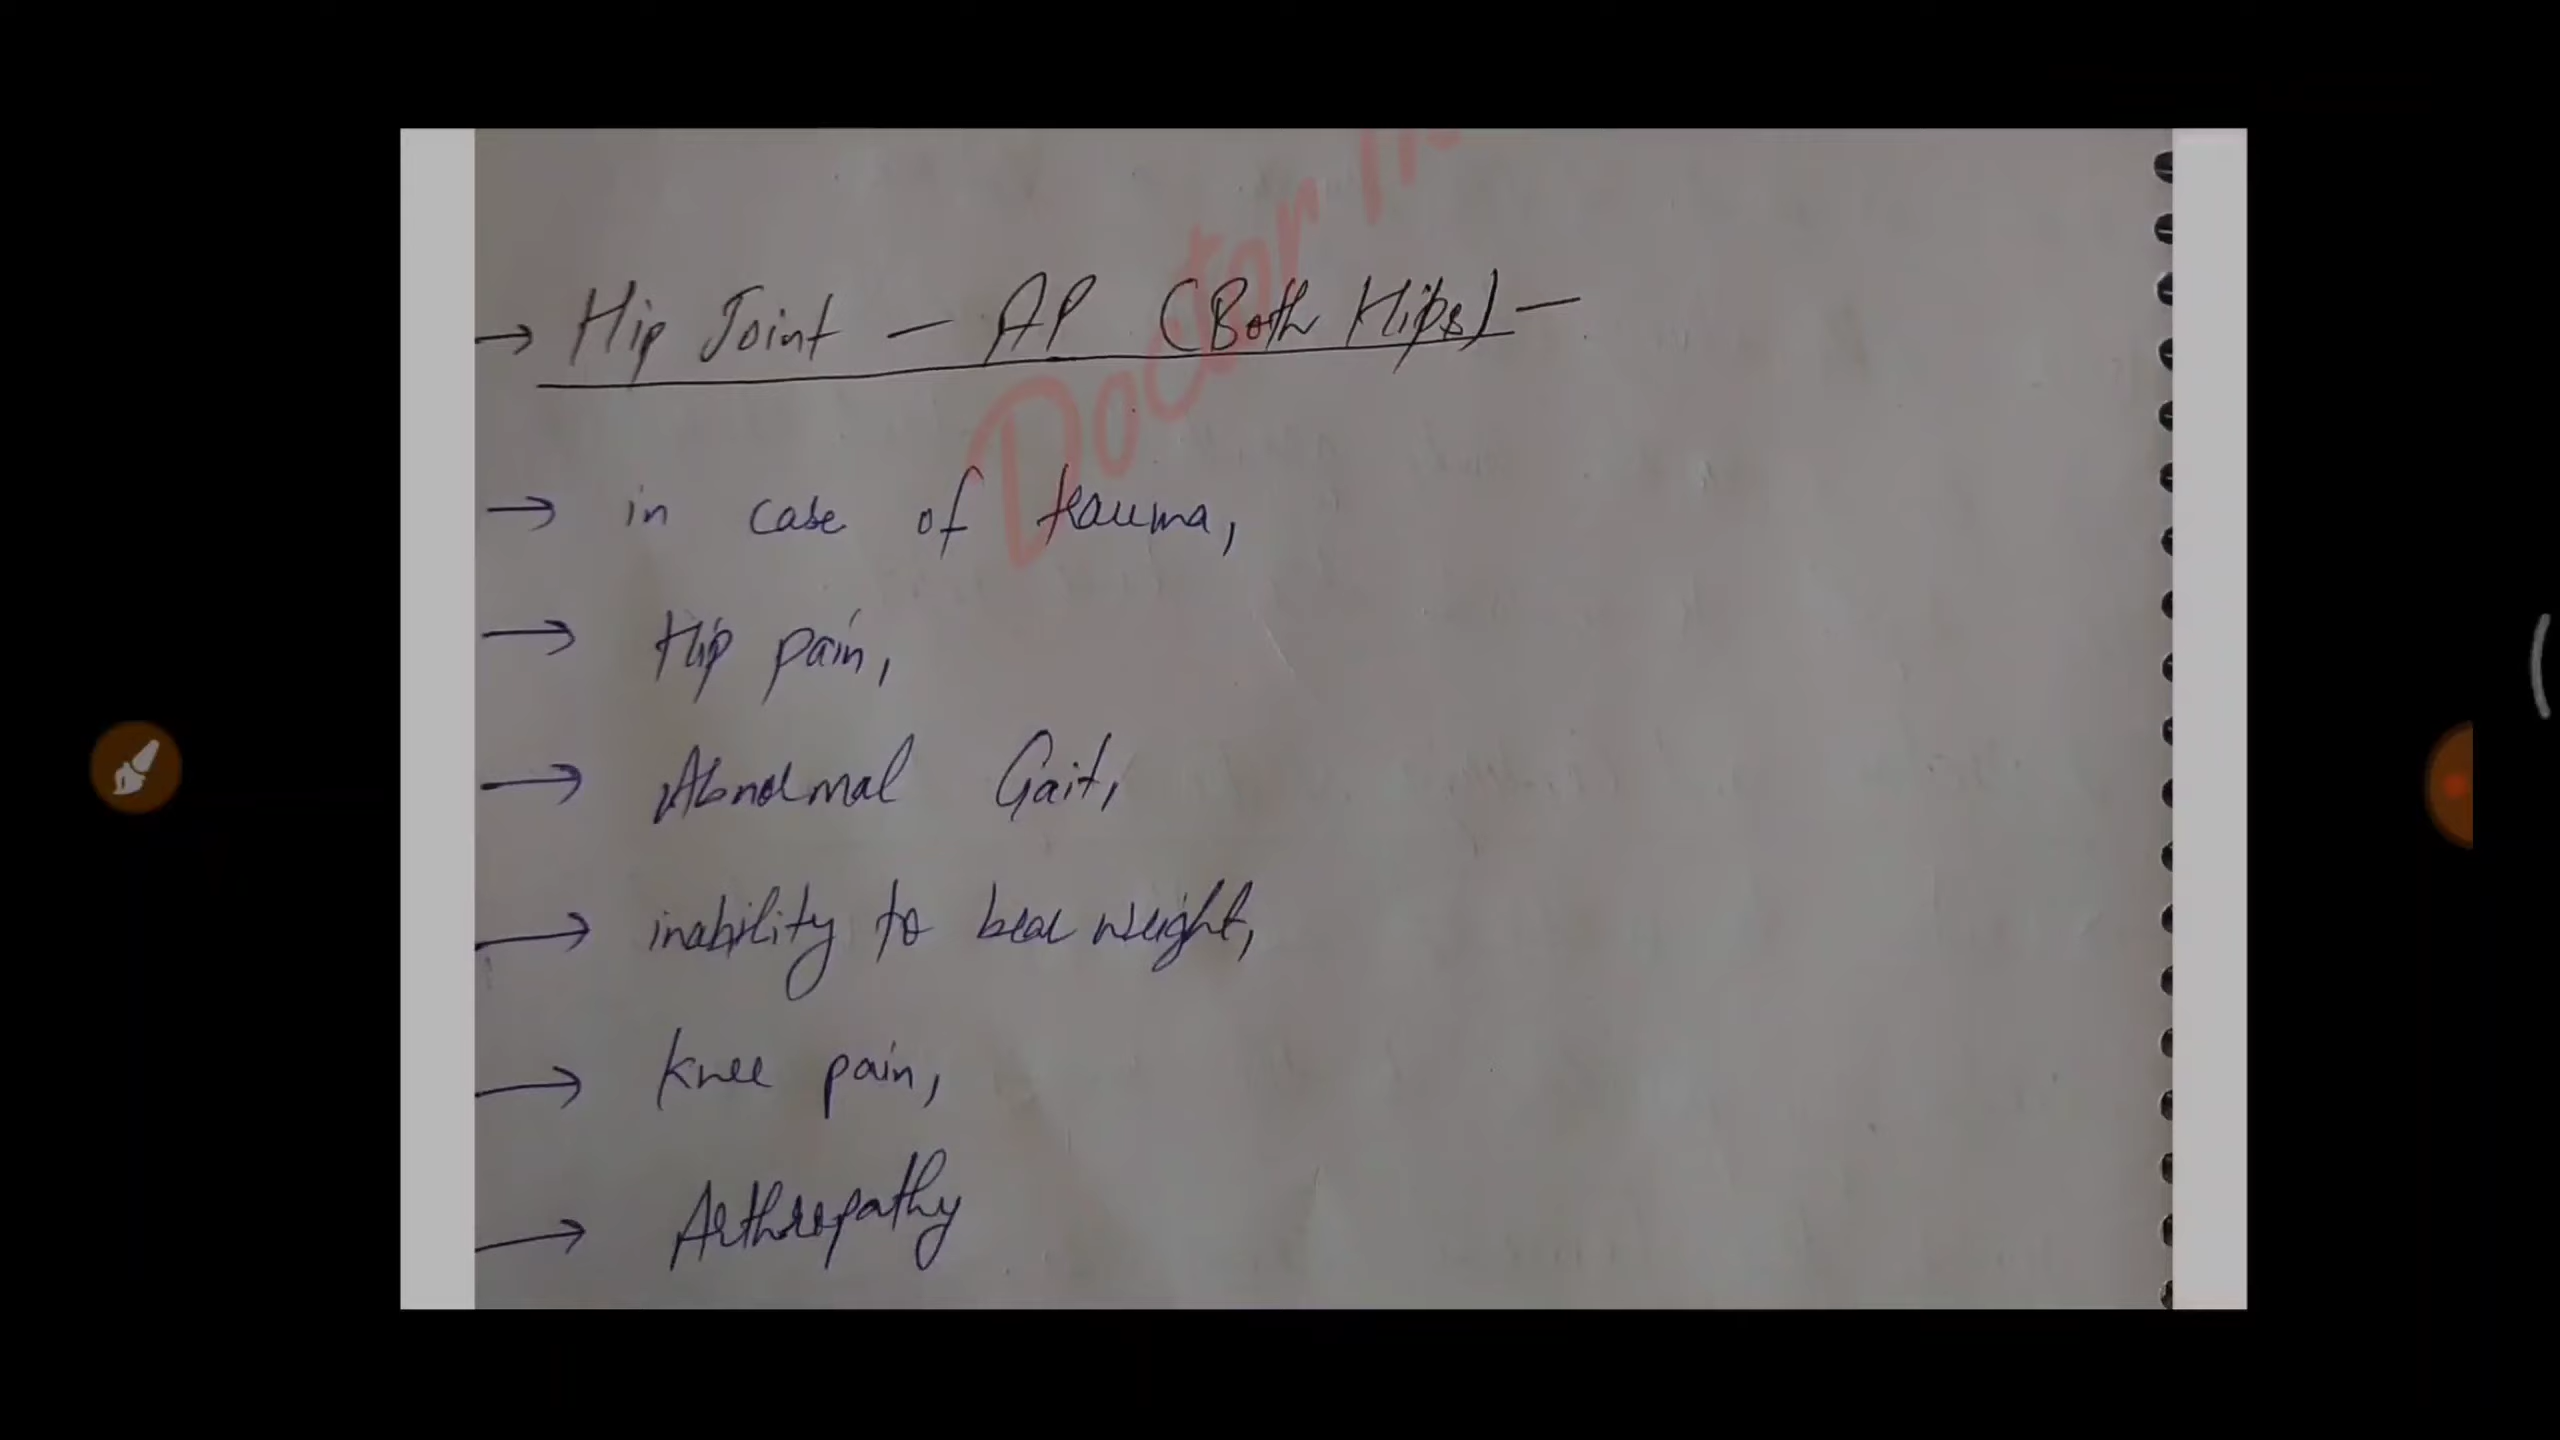 → Hip Joint — AP (Both Hips) —
→ in case of trauma,
→ Hip pain,
→ Abnormal Gait,
→ inability to bear weight,
→ knee pain,
→ Arthropathy
Doctor